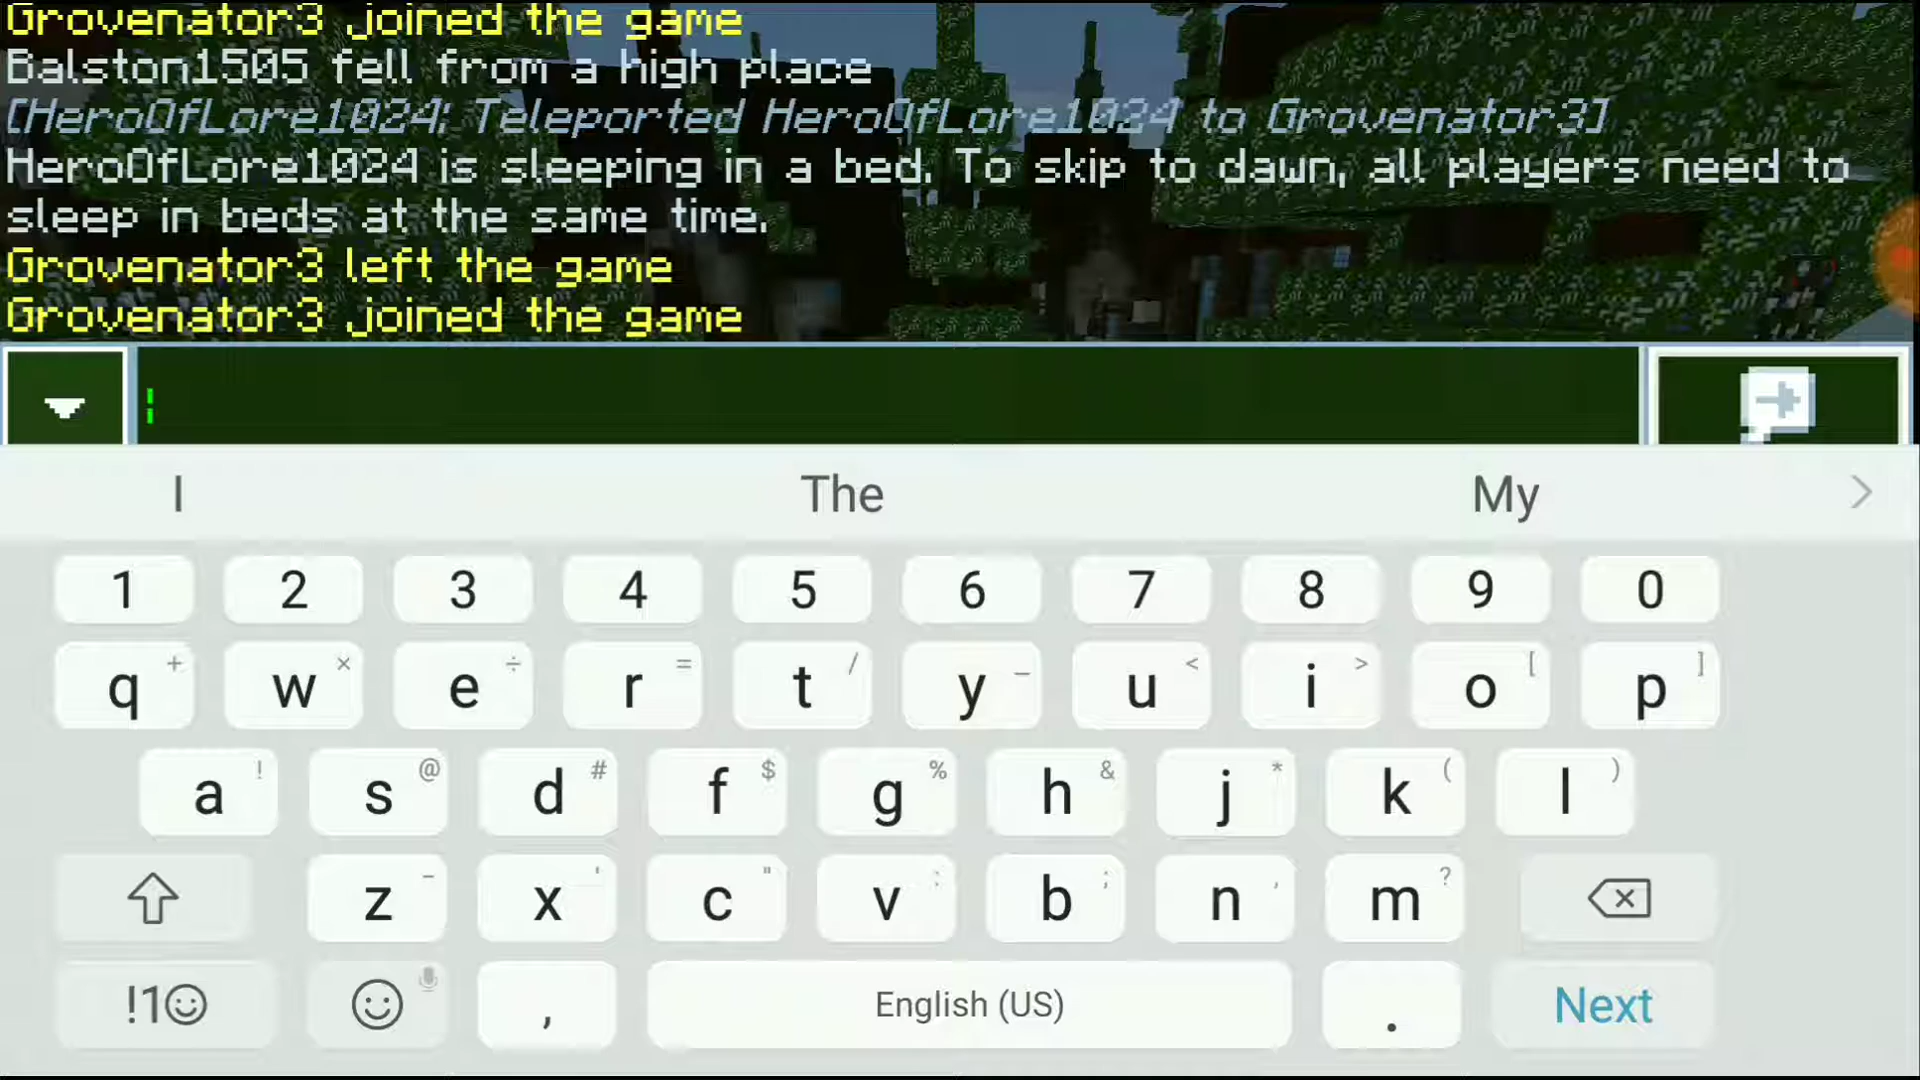 Grovenator3 joined the game
Balston1505 fell from a high place
[HeroOfLore1024: Teleported HeroOfLore1024 to Grovenator3]
HeroOfLore1024 is sleeping in a bed. To skip to dawn, all players need to
sleep in beds at the same time.
Grovenator3 left the game
Grovenator3 joined the game
I The My
1 2 3 4 5 6 7 8 9 0
q + w × e ÷ r = t / y _ u < i > o [ p ]
a ! s @ d # f $ g % h & j * k ( l )
z - x ' c " v : b ; n , m ?
!1☺ , English (US) . Next